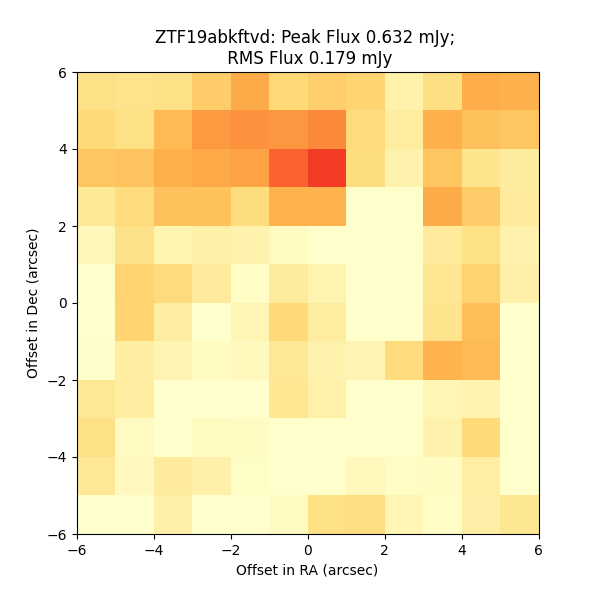 ZTF19abkftvd: Peak Flux 0.632 mJy;
RMS Flux 0.179 mJy
6
4
2
0
−2
−4
−6
Offset in Dec (arcsec)
−6 −4 −2 0 2 4 6
Offset in RA (arcsec)